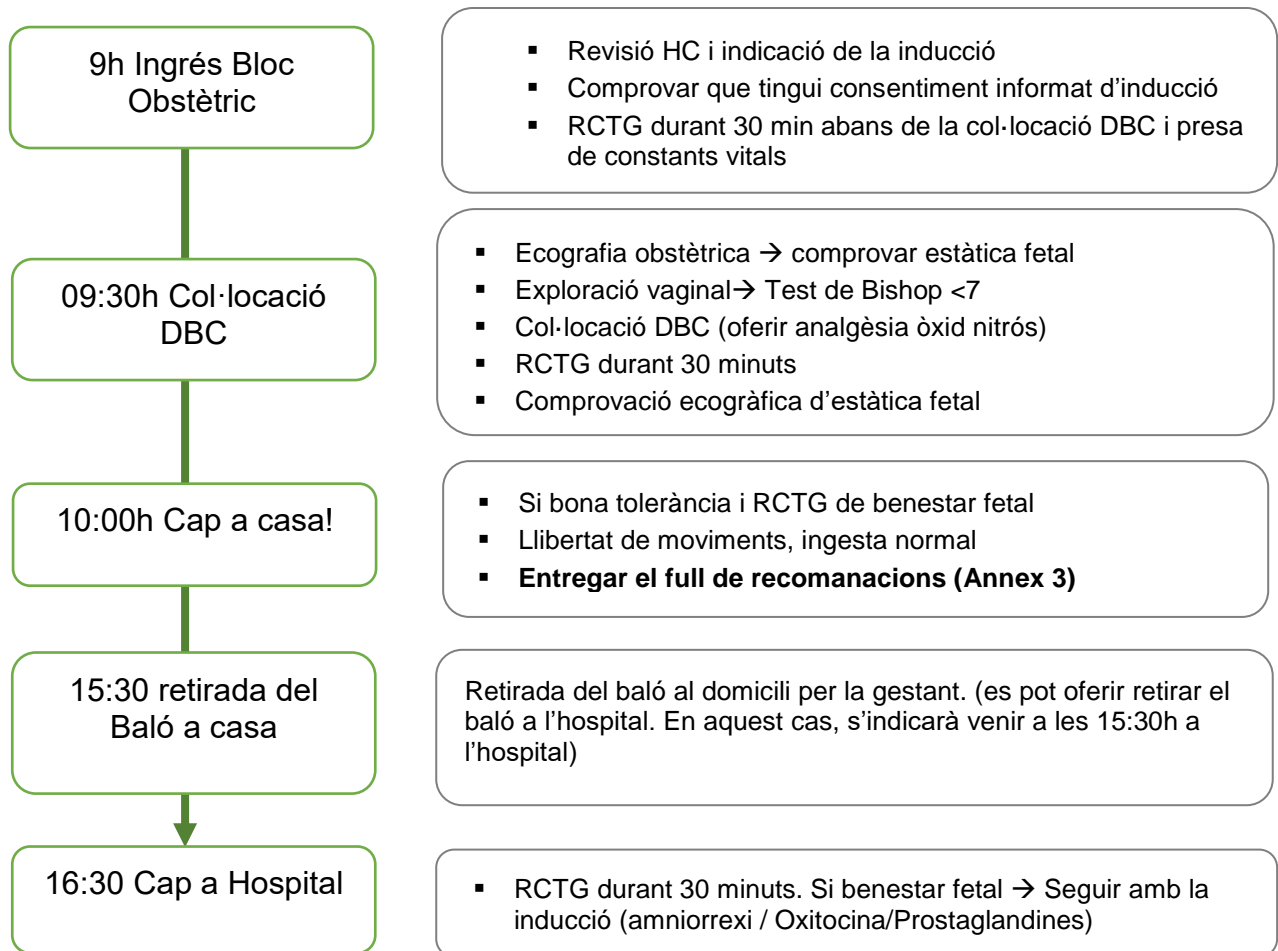 9h Ingrés Bloc
Obstètric
▪ Revisió HC i indicació de la inducció
▪ Comprovar que tingui consentiment informat d’inducció
▪ RCTG durant 30 min abans de la col·locació DBC i presa
de constants vitals
09:30h Col·locació
DBC
▪ Ecografia obstètrica → comprovar estàtica fetal
▪ Exploració vaginal→ Test de Bishop <7
▪ Col·locació DBC (oferir analgèsia òxid nitrós)
▪ RCTG durant 30 minuts
▪ Comprovació ecogràfica d’estàtica fetal
10:00h Cap a casa!
▪ Si bona tolerància i RCTG de benestar fetal
▪ Llibertat de moviments, ingesta normal
▪ Entregar el full de recomanacions (Annex 3)
15:30 retirada del
Baló a casa
Retirada del baló al domicili per la gestant. (es pot oferir retirar el
baló a l’hospital. En aquest cas, s’indicarà venir a les 15:30h a
l’hospital)
16:30 Cap a Hospital
▪ RCTG durant 30 minuts. Si benestar fetal → Seguir amb la
inducció (amniorrexi / Oxitocina/Prostaglandines)